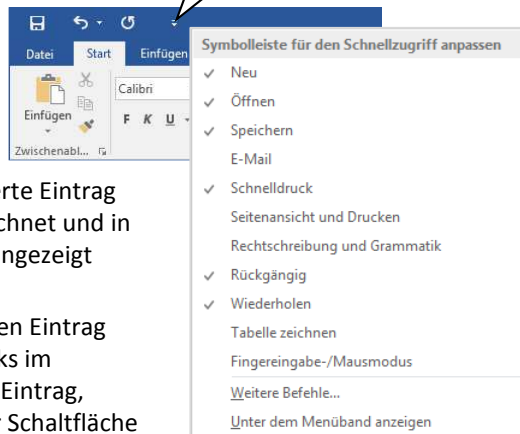 Datei Start Einfügen
Symbolleiste für den Schnellzugriff anpassen
Calibri
Einfügen
F K U
Zwischenabl...
Neu
Öffnen
Speichern
E-Mail
Schnelldruck
Seitenansicht und Drucken
Rechtschreibung und Grammatik
Rückgängig
Wiederholen
Tabelle zeichnen
Fingereingabe-/Mausmodus
Weitere Befehle...
Unter dem Menüband anzeigen
erte Eintrag
chnet und in
ngezeigt
en Eintrag
ks im
Eintrag,
r Schaltfläche